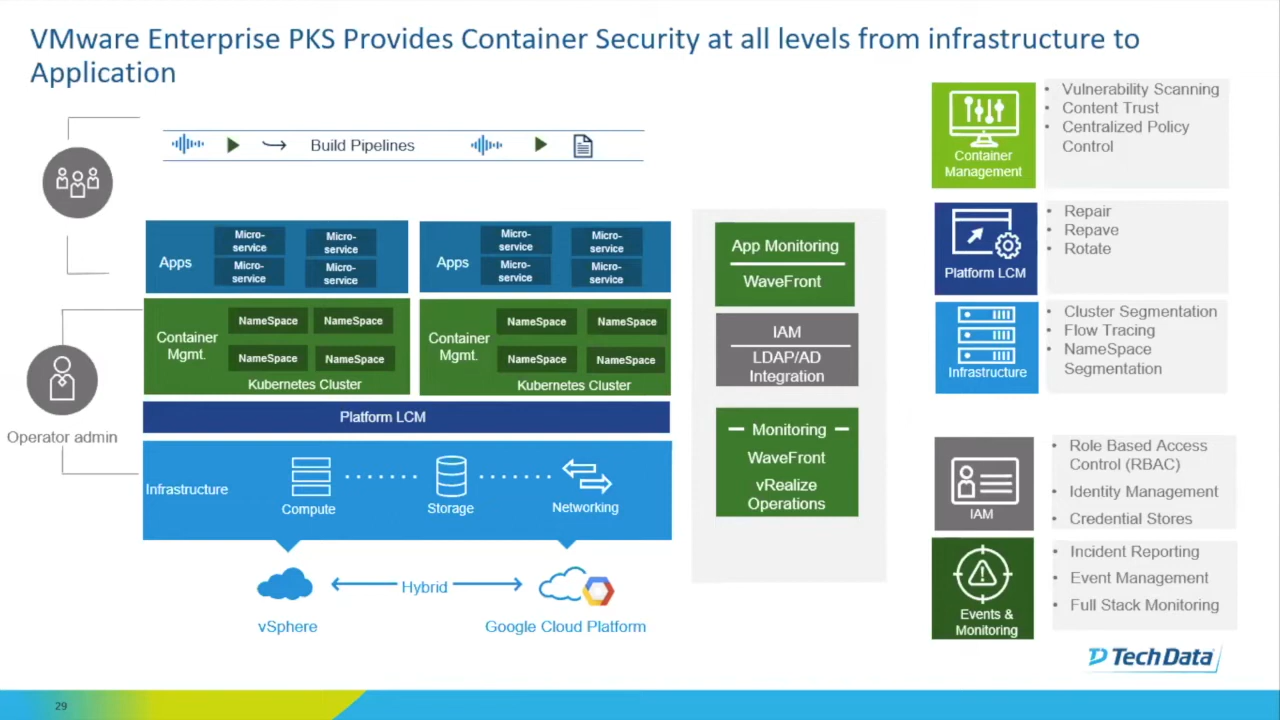 VMware Enterprise PKS Provides Container Security at all levels from infrastructure to
Application
Build Pipelines
Apps
Micro-
service
Micro-
service
Micro-
service
Micro-
service
Apps
Micro-
service
Micro-
service
Micro-
service
Micro-
service
Container
Mgmt.
NameSpace
NameSpace
NameSpace
NameSpace
Kubernetes Cluster
Container
Mgmt.
NameSpace
NameSpace
NameSpace
NameSpace
Kubernetes Cluster
Operator admin
Platform LCM
Infrastructure
Compute
Storage
Networking
vSphere
Hybrid
Google Cloud Platform
App Monitoring
WaveFront
IAM
LDAP/AD
Integration
Monitoring
WaveFront
vRealize
Operations
Container
Management
• Vulnerability Scanning
• Content Trust
• Centralized Policy
Control
Platform LCM
• Repair
• Repave
• Rotate
Infrastructure
• Cluster Segmentation
• Flow Tracing
• NameSpace
Segmentation
IAM
• Role Based Access
Control (RBAC)
• Identity Management
• Credential Stores
Events &
Monitoring
• Incident Reporting
• Event Management
• Full Stack Monitoring
Tech Data
29